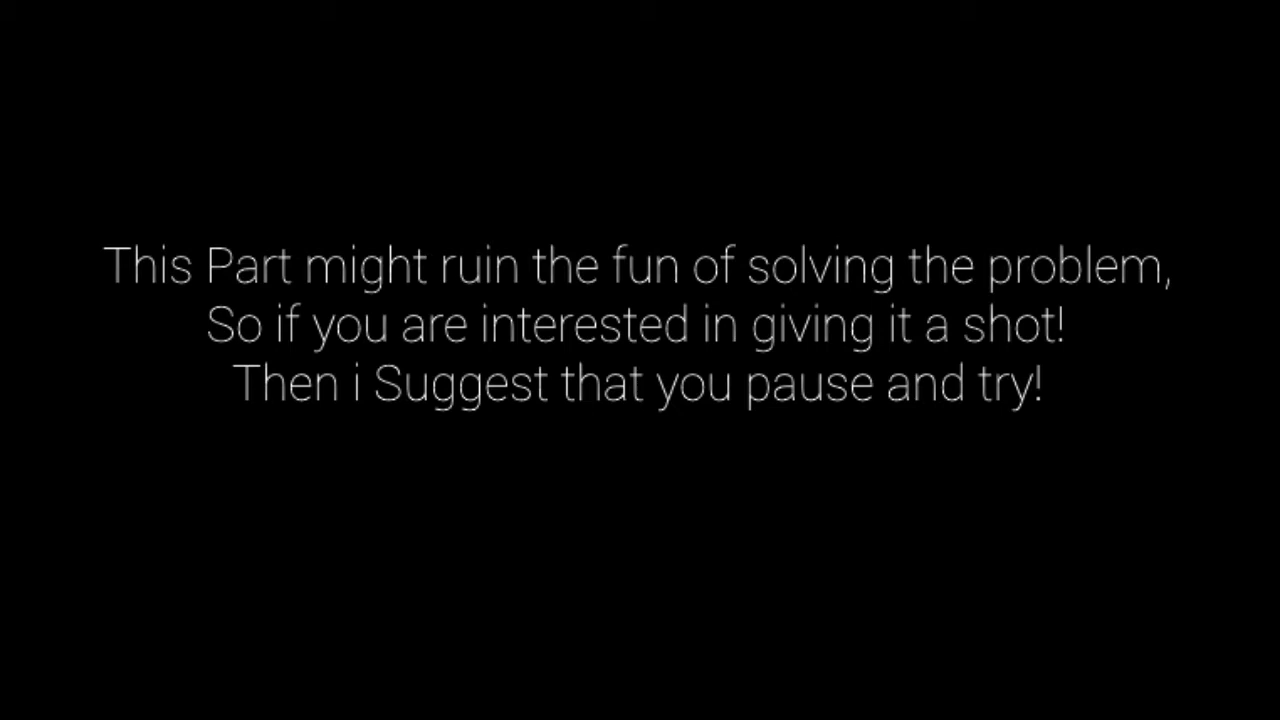 This Part might ruin the fun of solving the problem,
So if you are interested in giving it a shot!
Then i Suggest that you pause and try!